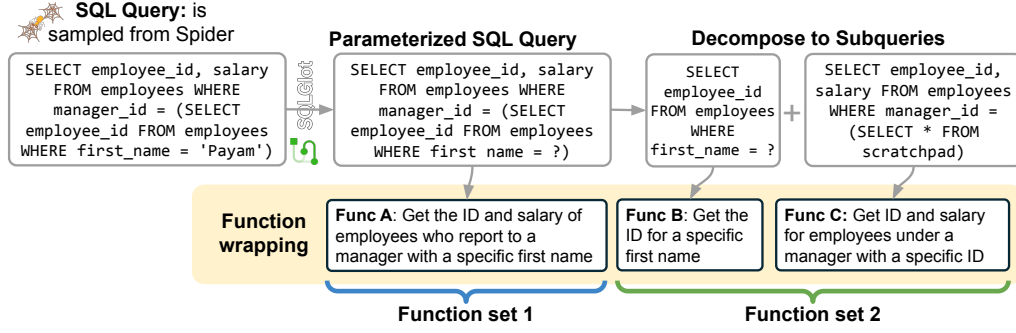 SQL Query: is
sampled from Spider
SELECT employee_id, salary
FROM employees WHERE
manager_id = (SELECT
employee_id FROM employees
WHERE first_name = 'Payam')
SQLGlot
Parameterized SQL Query
SELECT employee_id, salary
FROM employees WHERE
manager_id = (SELECT
employee_id FROM employees
WHERE first name = ?)
Decompose to Subqueries
SELECT
employee_id
FROM employees
WHERE
first_name = ?
+
SELECT employee_id,
salary FROM employees
WHERE manager_id =
(SELECT * FROM
scratchpad)
Function
wrapping
Func A: Get the ID and salary of
employees who report to a
manager with a specific first name
Func B: Get the
ID for a specific
first name
Func C: Get ID and salary
for employees under a
manager with a specific ID
Function set 1
Function set 2